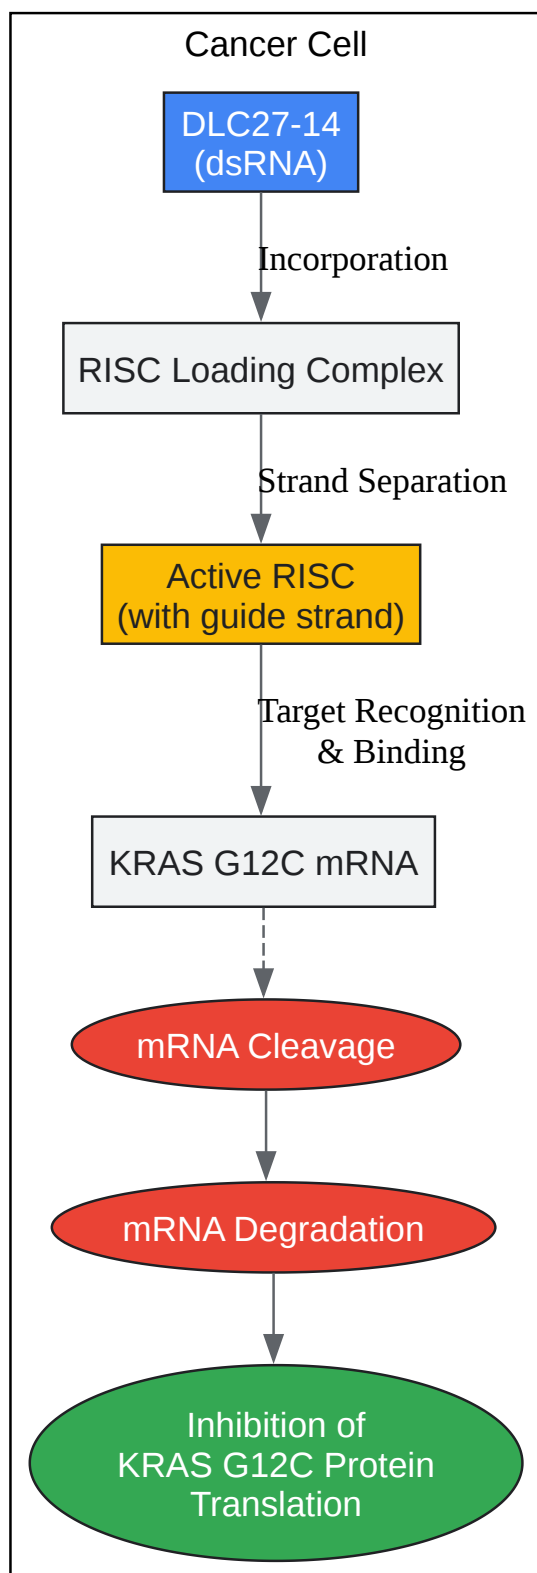 Cancer Cell
DLC27-14
(dsRNA)
Incorporation
RISC Loading Complex
Strand Separation
Active RISC
(with guide strand)
Target Recognition
& Binding
KRAS G12C mRNA
mRNA Cleavage
mRNA Degradation
Inhibition of
KRAS G12C Protein
Translation